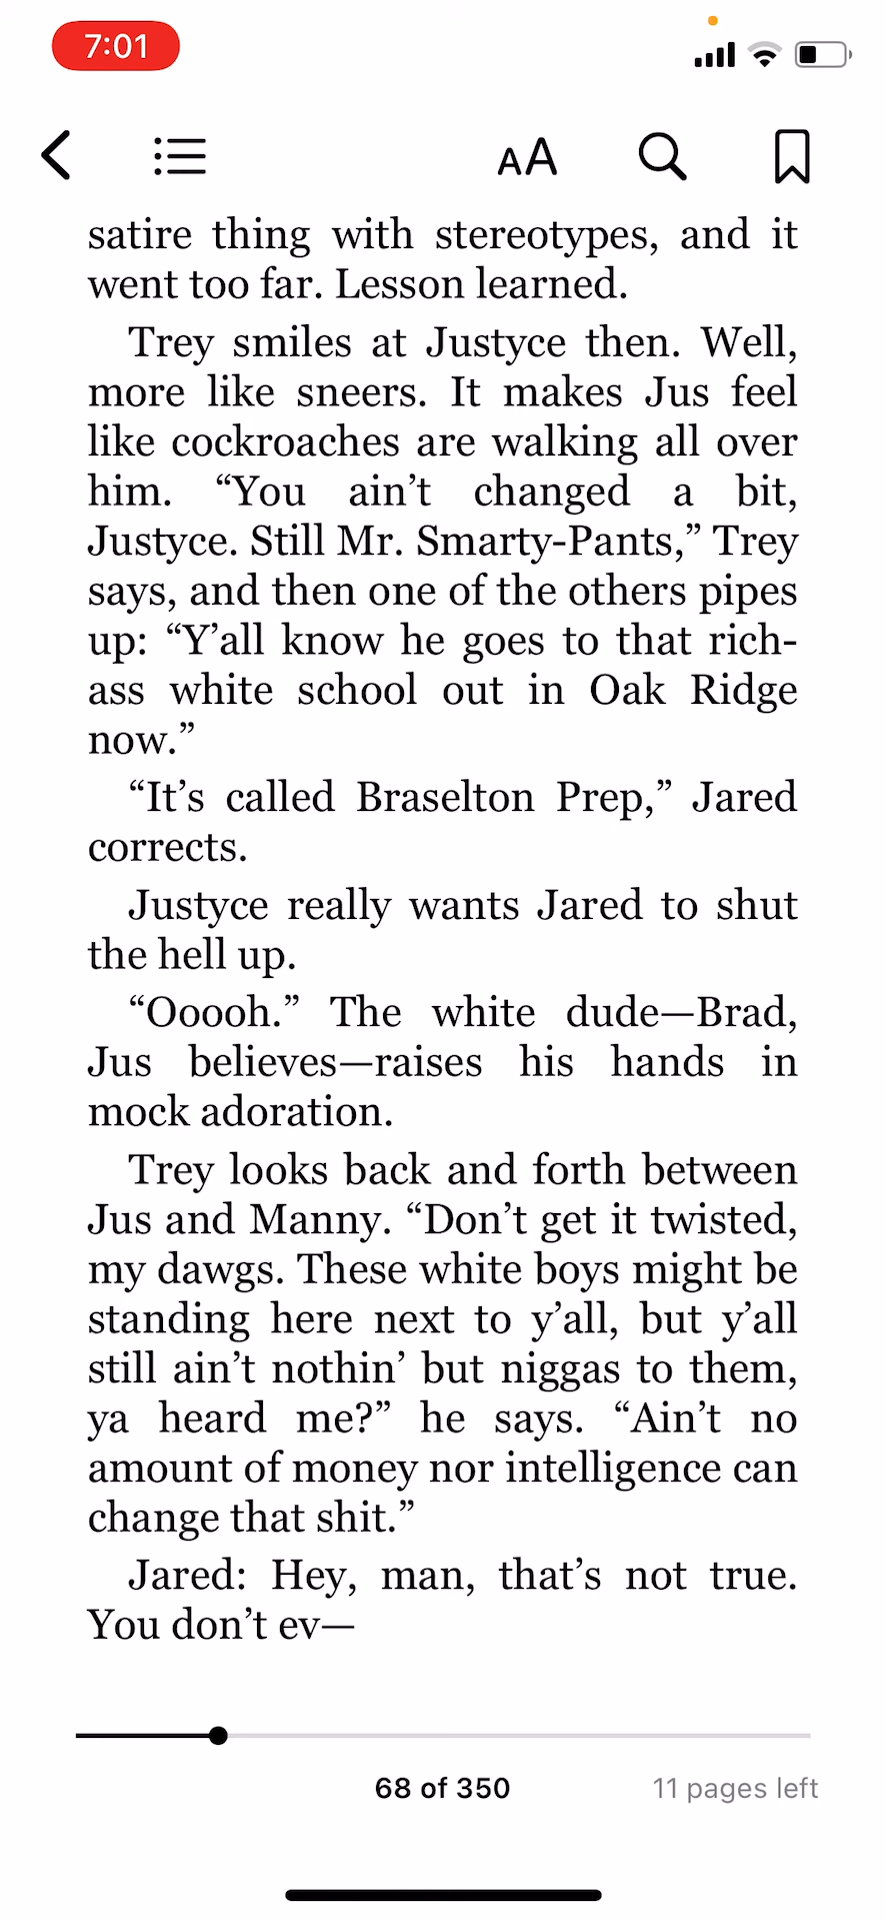 7:01
AA
satire thing with stereotypes, and it
went too far. Lesson learned.
Trey smiles at Justyce then. Well,
more like sneers. It makes Jus feel
like cockroaches are walking all over
him. “You ain’t changed a bit,
Justyce. Still Mr. Smarty-Pants,” Trey
says, and then one of the others pipes
up: “Y’all know he goes to that rich-
ass white school out in Oak Ridge
now.”
“It’s called Braselton Prep,” Jared
corrects.
Justyce really wants Jared to shut
the hell up.
“Ooooh.” The white dude—Brad,
Jus believes—raises his hands in
mock adoration.
Trey looks back and forth between
Jus and Manny. “Don’t get it twisted,
my dawgs. These white boys might be
standing here next to y’all, but y’all
still ain’t nothin’ but niggas to them,
ya heard me?” he says. “Ain’t no
amount of money nor intelligence can
change that shit.”
Jared: Hey, man, that’s not true.
You don’t ev—
68 of 350
11 pages left